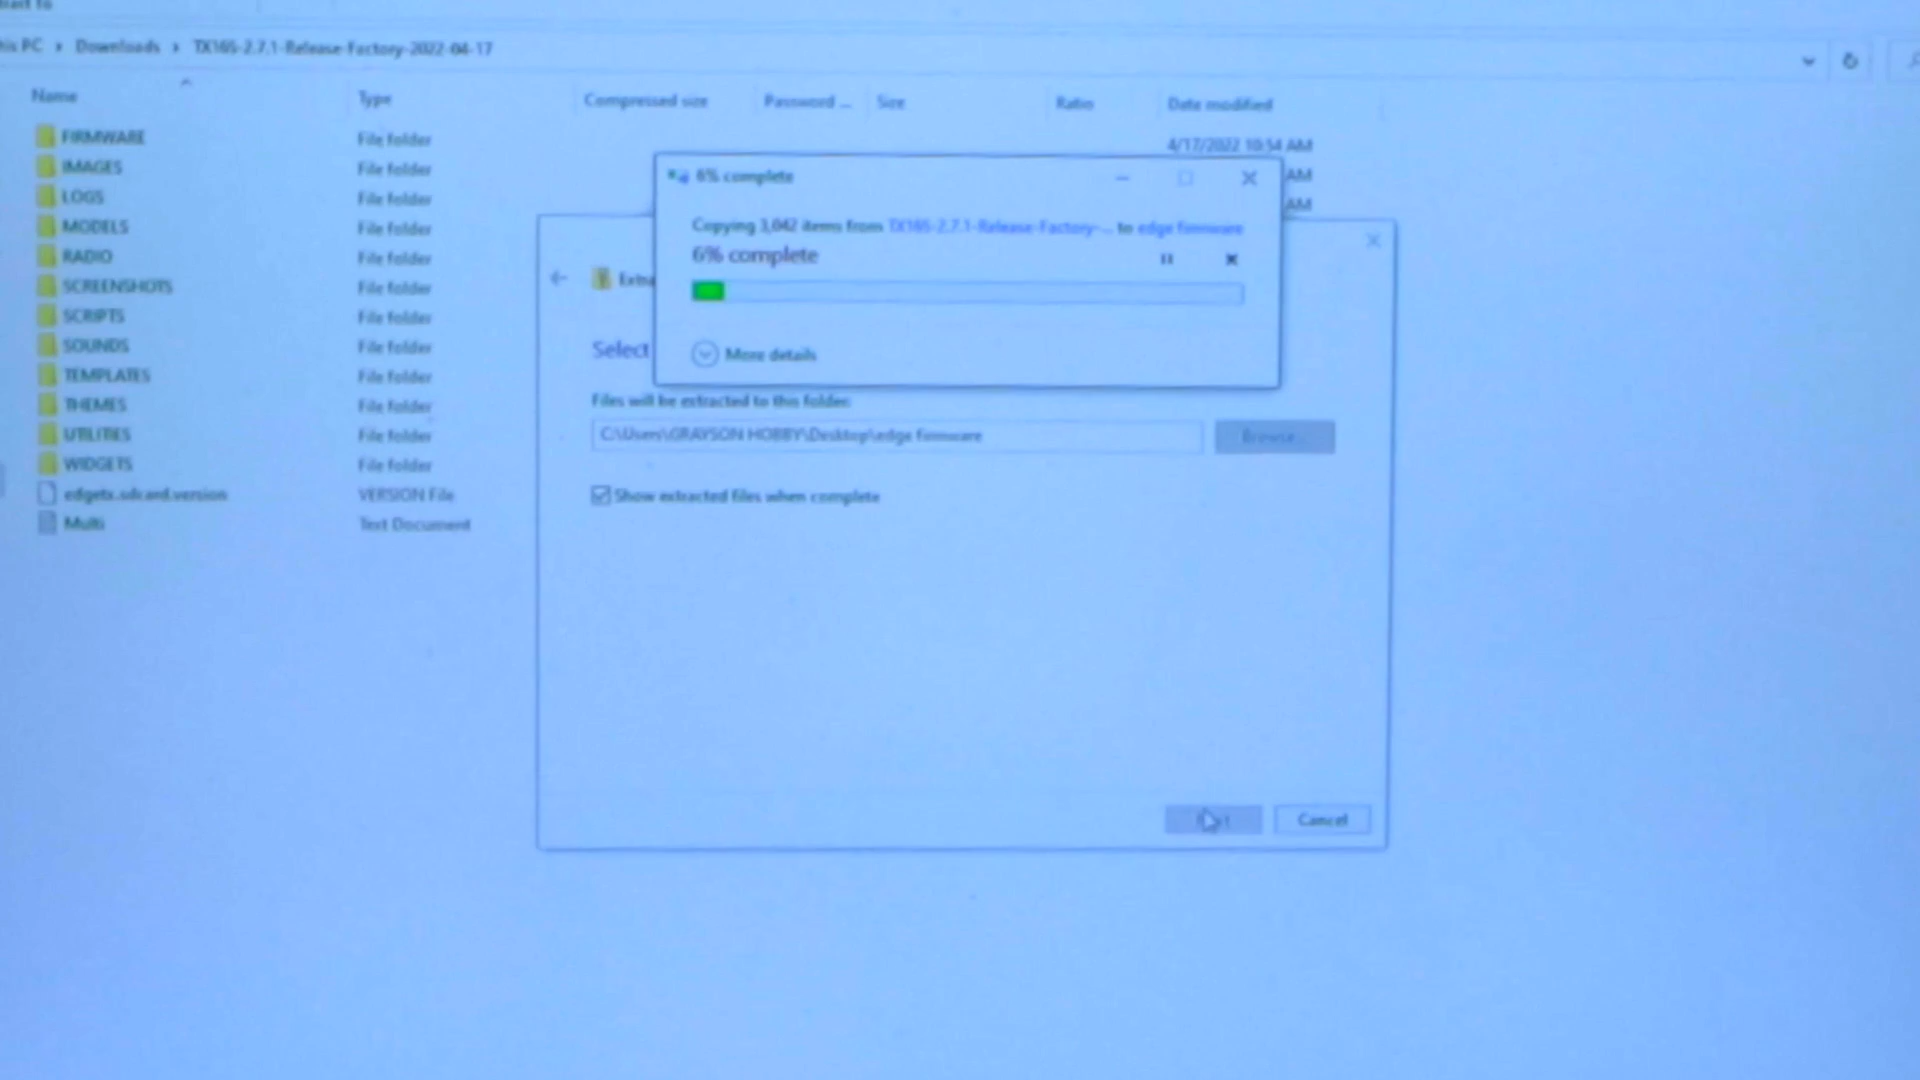 his PC > Downloads > TX16S-2.7.1-Release-Factory-2022-04-17
Name Type Compressed size Password ... Size Ratio Date modified
FIRMWARE File folder 4/17/2022 10:54 AM
IMAGES File folder AM
LOGS File folder AM
MODELS File folder
RADIO File folder
SCREENSHOTS File folder
SCRIPTS File folder
SOUNDS File folder
TEMPLATES File folder
THEMES File folder
UTILITIES File folder
WIDGETS File folder
edgetx.sdcard.version VERSION File
Multi Text Document
6% complete
Copying 3,042 items from TX16S-2.7.1-Release-Factory-... to edge firmware
6% complete
More details
Extra
Select
Files will be extracted to this folder:
C:\Users\GRAYSON HOBBY\Desktop\edge firmware
Browse...
Show extracted files when complete
Cancel